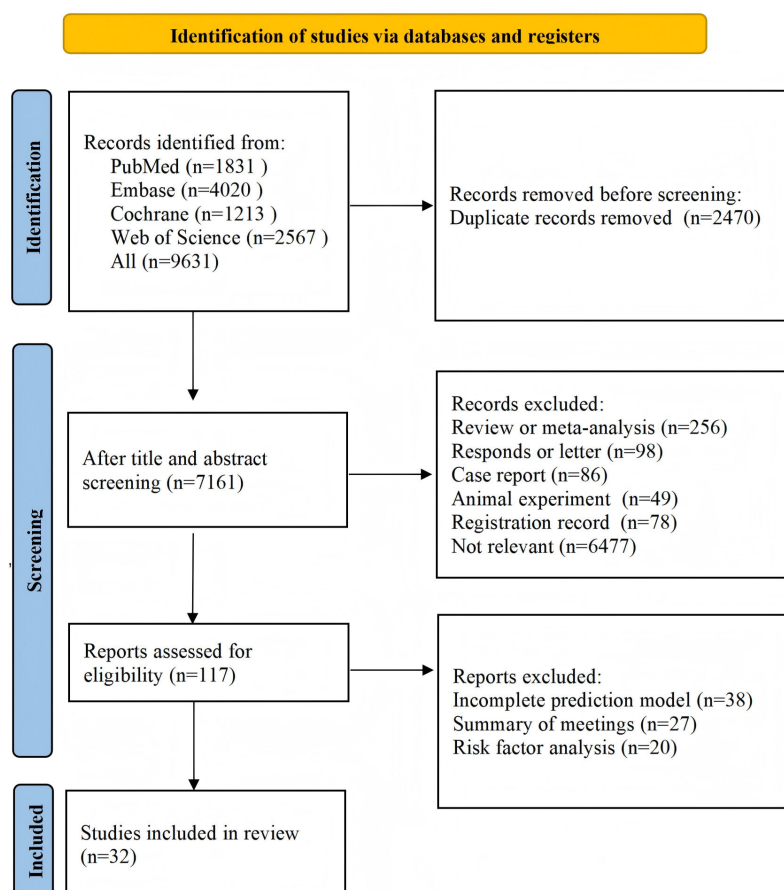 Identification of studies via databases and registers
Identification
Records identified from:
PubMed (n=1831 )
Embase (n=4020 )
Cochrane (n=1213 )
Web of Science (n=2567 )
All (n=9631)
Records removed before screening:
Duplicate records removed (n=2470)
Screening
After title and abstract
screening (n=7161)
Records excluded:
Review or meta-analysis (n=256)
Responds or letter (n=98)
Case report (n=86)
Animal experiment (n=49)
Registration record (n=78)
Not relevant (n=6477)
Reports assessed for
eligibility (n=117)
Reports excluded:
Incomplete prediction model (n=38)
Summary of meetings (n=27)
Risk factor analysis (n=20)
Included
Studies included in review
(n=32)